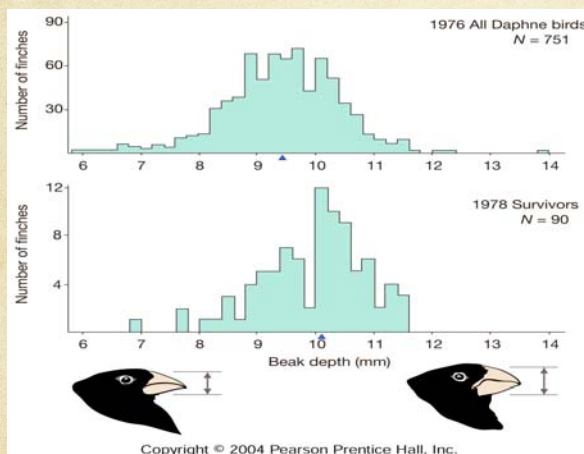 1976 All Daphne birds
N = 751
Number of finches
90
60
30
6 7 8 9 10 11 12 13 14
1978 Survivors
N = 90
Number of finches
12
8
4
6 7 8 9 10 11 12 13 14
Beak depth (mm)
Copyright © 2004 Pearson Prentice Hall, Inc.